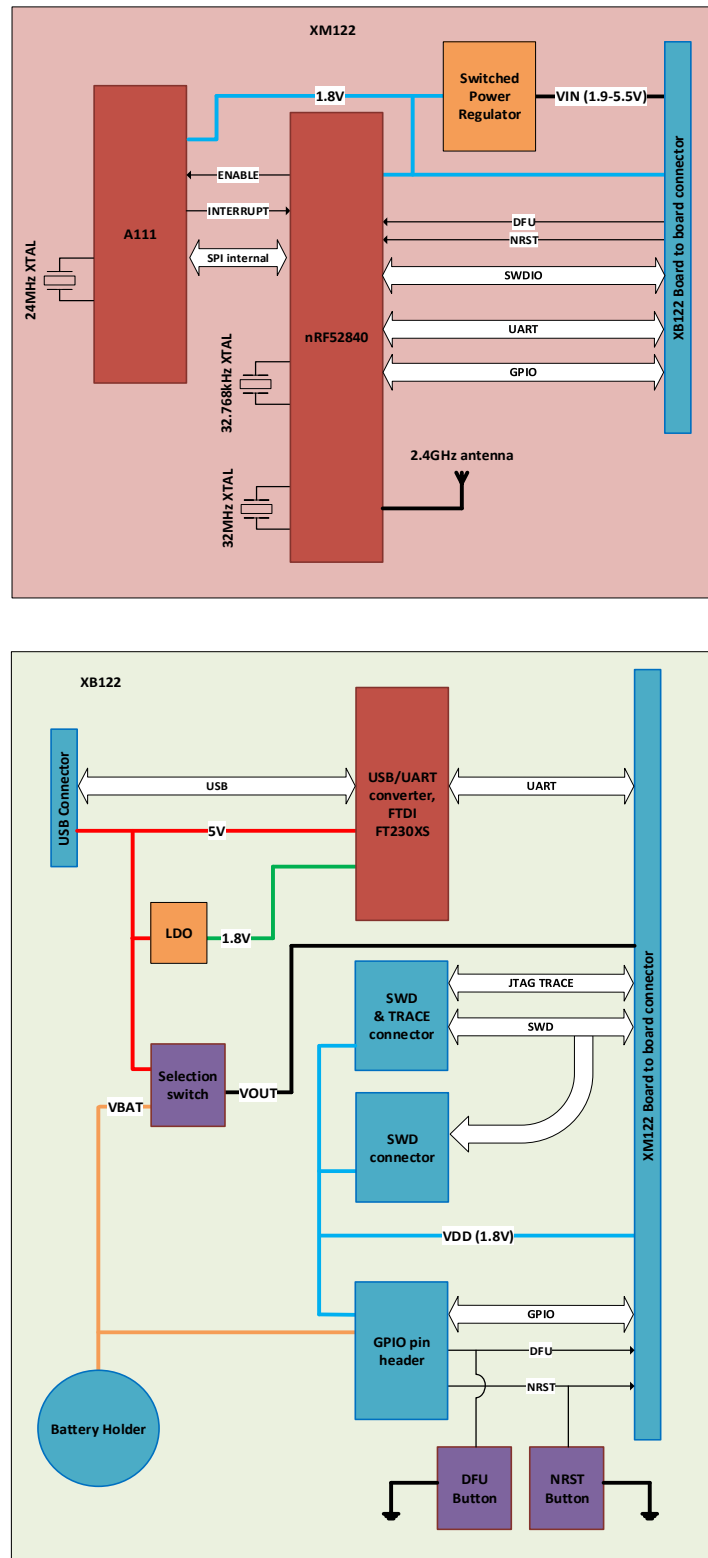 XM122
Switched
Power
Regulator
1.8V
VIN (1.9-5.5V)
ENABLE
INTERRUPT
A111
SPI internal
24MHz XTAL
DFU
NRST
SWDIO
nRF52840
UART
GPIO
XB122 Board to board connector
32.768kHz XTAL
2.4GHz antenna
32MHz XTAL
XB122
USB Connector
USB
USB/UART
converter,
FTDI
FT230XS
UART
5V
LDO
1.8V
SWD
& TRACE
connector
JTAG TRACE
SWD
Selection
switch
VBAT
VOUT
SWD
connector
XM122 Board to board connector
VDD (1.8V)
GPIO pin
header
GPIO
DFU
NRST
Battery Holder
DFU
Button
NRST
Button